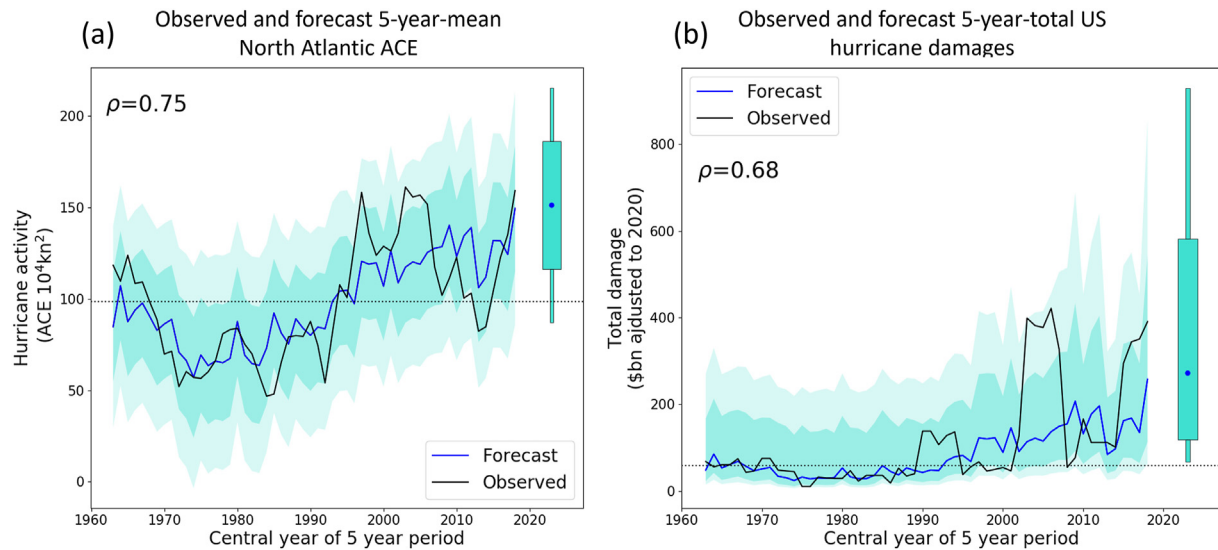 (a)
Observed and forecast 5-year-mean
North Atlantic ACE
ρ=0.75
Hurricane activity
(ACE 10⁴kn²)
200
150
100
50
0
Forecast
Observed
1960 1970 1980 1990 2000 2010 2020
Central year of 5 year period
(b)
Observed and forecast 5-year-total US
hurricane damages
Forecast
Observed
ρ=0.68
Total damage
($bn ajdusted to 2020)
800
600
400
200
0
1960 1970 1980 1990 2000 2010 2020
Central year of 5 year period